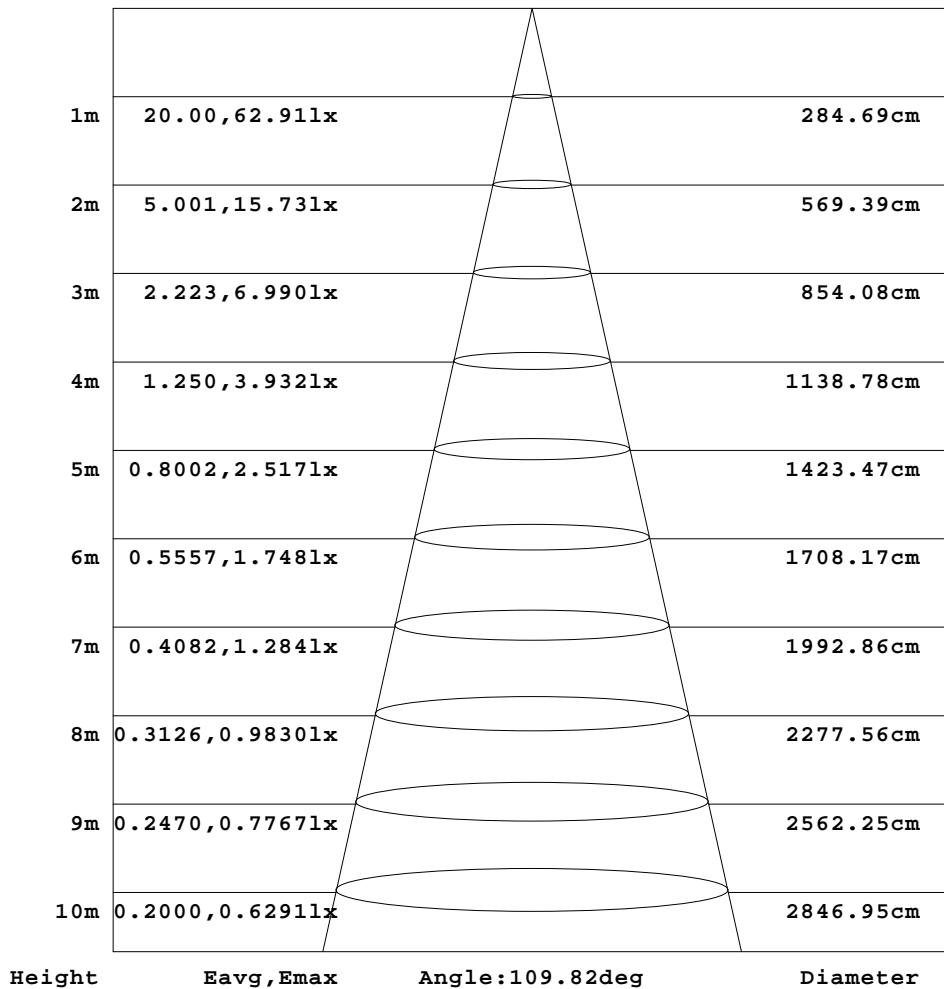 1m 20.00,62.91lx 284.69cm
2m 5.001,15.73lx 569.39cm
3m 2.223,6.990lx 854.08cm
4m 1.250,3.932lx 1138.78cm
5m 0.8002,2.517lx 1423.47cm
6m 0.5557,1.748lx 1708.17cm
7m 0.4082,1.284lx 1992.86cm
8m 0.3126,0.9830lx 2277.56cm
9m 0.2470,0.7767lx 2562.25cm
10m 0.2000,0.6291lx 2846.95cm
Height Eavg,Emax Angle:109.82deg Diameter